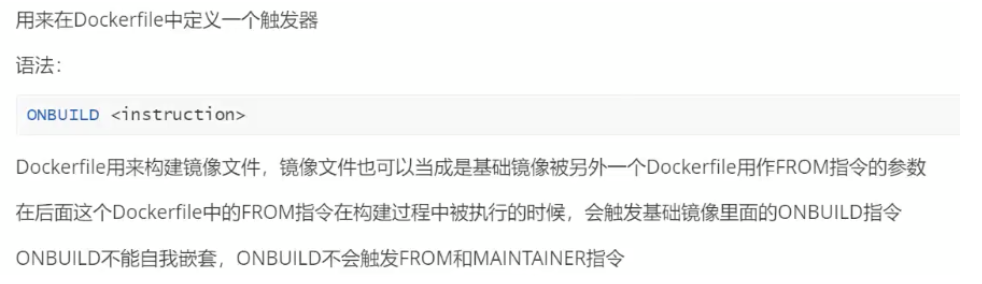 用来在Dockerfile中定义一个触发器
语法：
ONBUILD <instruction>
Dockerfile用来构建镜像文件，镜像文件也可以当成是基础镜像被另外一个Dockerfile用作FROM指令的参数
在后面这个Dockerfile中的FROM指令在构建过程中被执行的时候，会触发基础镜像里面的ONBUILD指令
ONBUILD不能自我嵌套，ONBUILD不会触发FROM和MAINTAINER指令